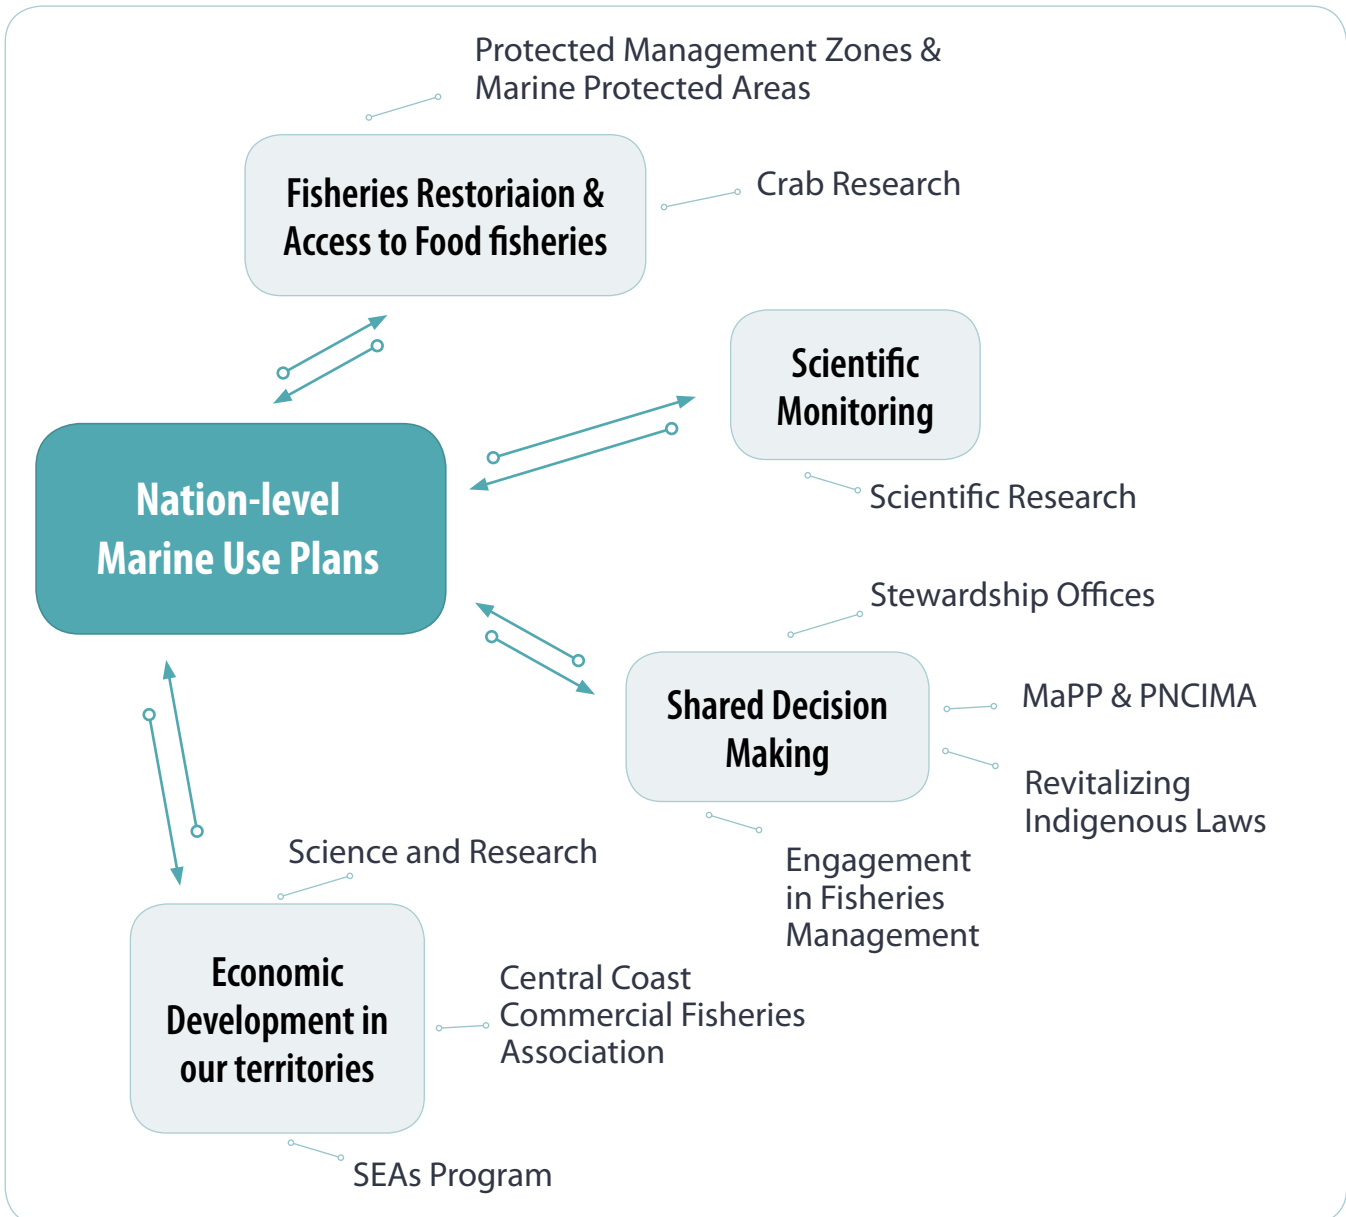 Protected Management Zones &
Marine Protected Areas
Fisheries Restoriaion &
Access to Food fisheries
Crab Research
Scientific
Monitoring
Scientific Research
Nation-level
Marine Use Plans
Stewardship Offices
Shared Decision
Making
MaPP & PNCIMA
Revitalizing
Indigenous Laws
Engagement
in Fisheries
Management
Science and Research
Economic
Development in
our territories
Central Coast
Commercial Fisheries
Association
SEAs Program